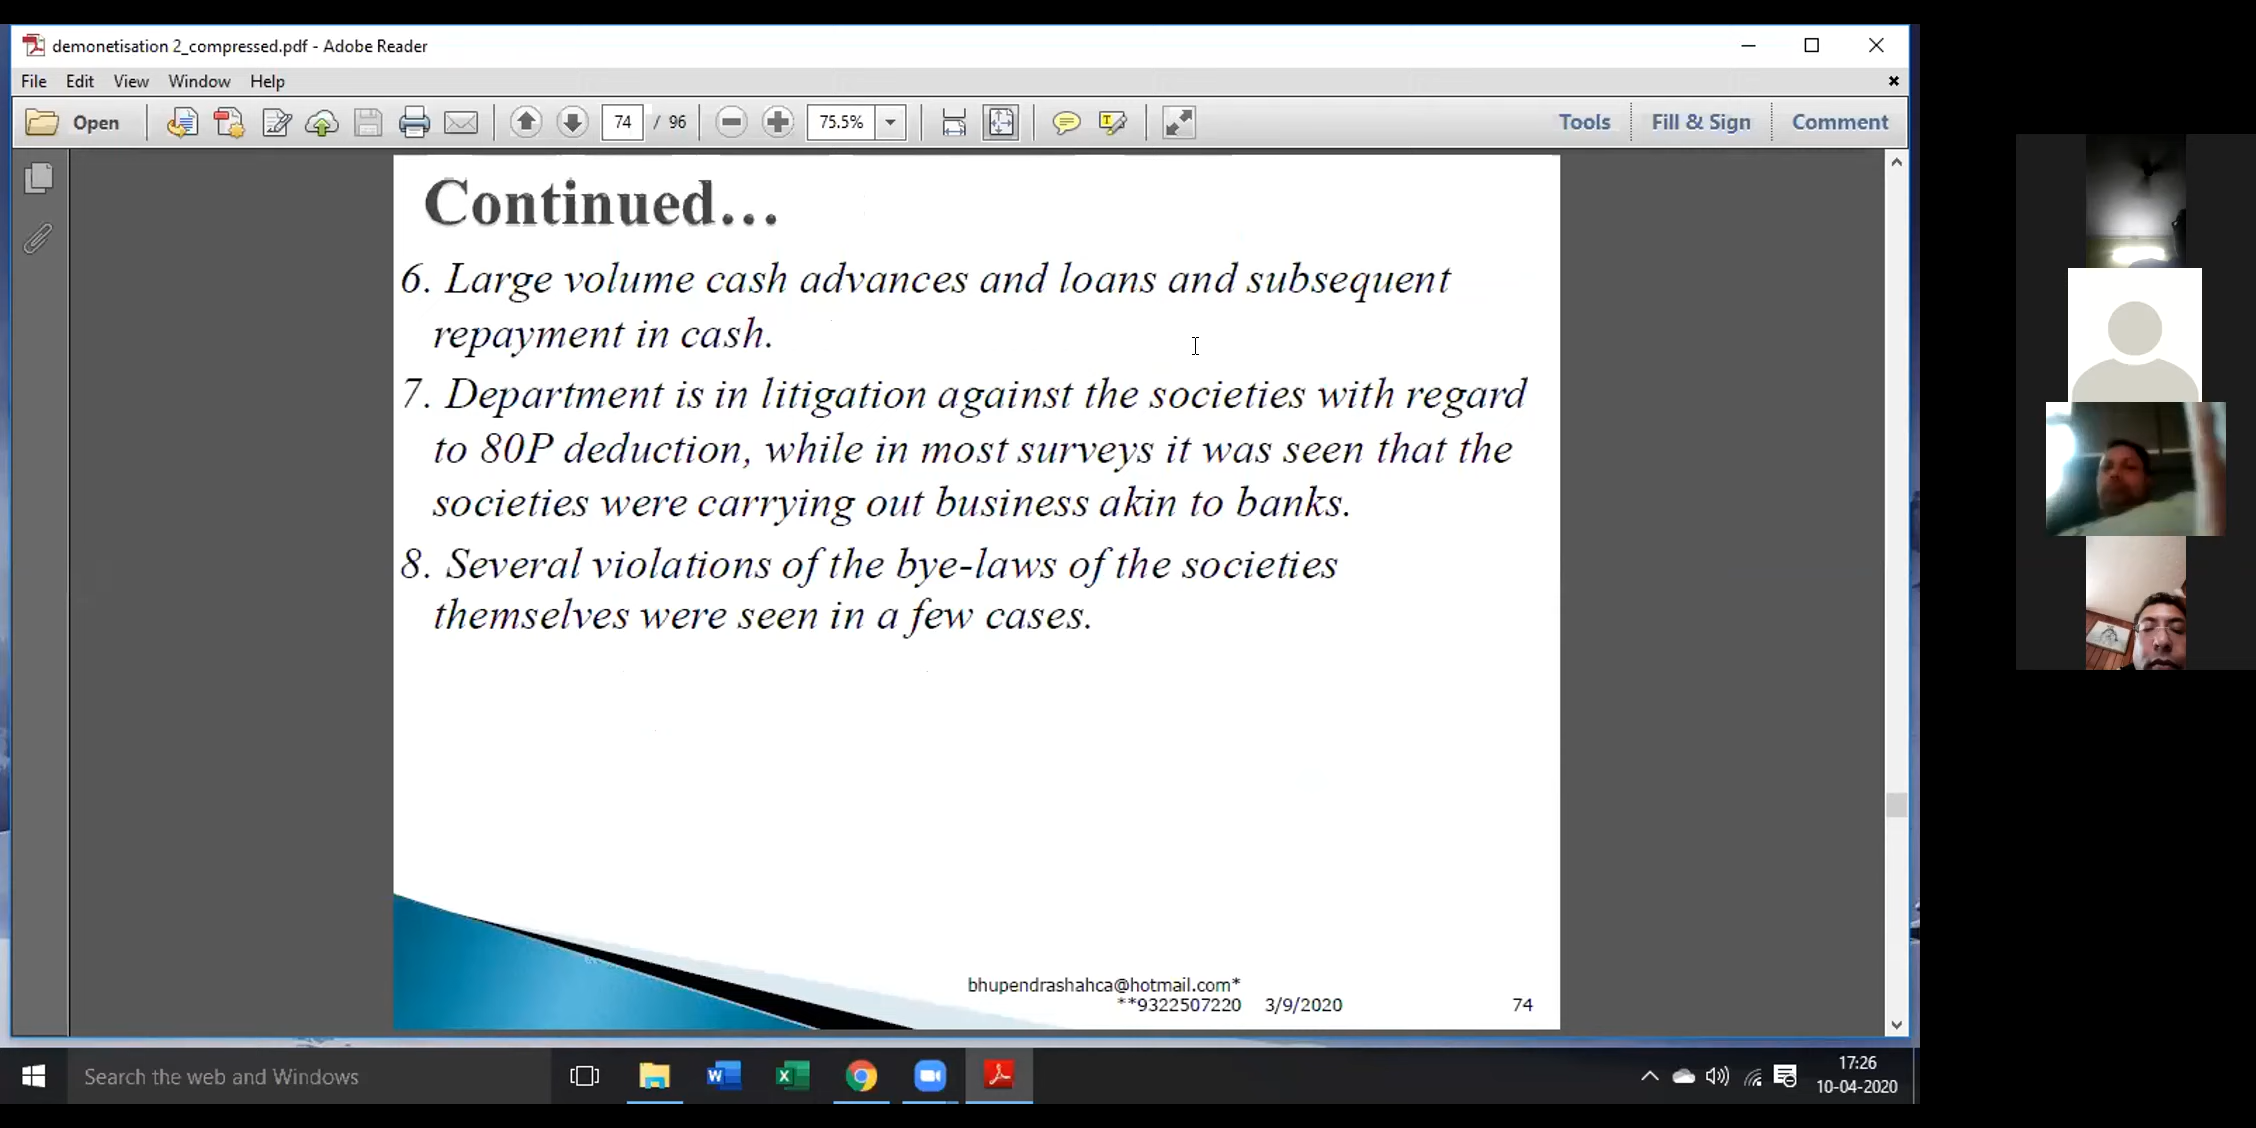 demonetisation 2_compressed.pdf - Adobe Reader
File Edit View Window Help
Open 74 / 96 75.5% Tools Fill & Sign Comment
Continued...
6. Large volume cash advances and loans and subsequent
repayment in cash.
7. Department is in litigation against the societies with regard
to 80P deduction, while in most surveys it was seen that the
societies were carrying out business akin to banks.
8. Several violations of the bye-laws of the societies
themselves were seen in a few cases.
bhupendrashahca@hotmail.com*
**9322507220 3/9/2020 74
Search the web and Windows
17:26
10-04-2020